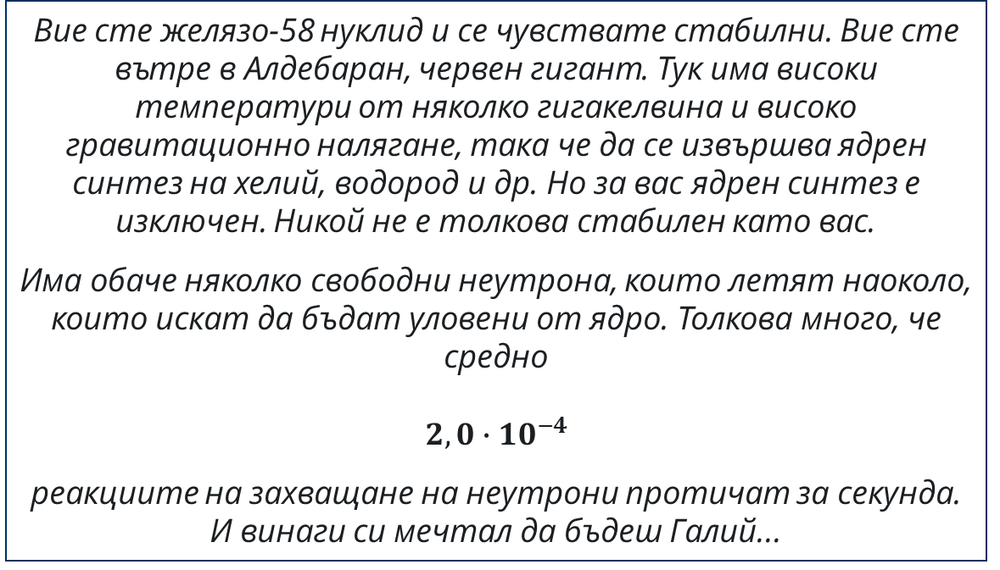 Вие сте желязо-58 нуклид и се чувствате стабилни. Вие сте
вътре в Алдебаран, червен гигант. Тук има високи
температури от няколко гигакелвина и високо
гравитационно налягане, така че да се извършва ядрен
синтез на хелий, водород и др. Но за вас ядрен синтез е
изключен. Никой не е толкова стабилен като вас.
Има обаче няколко свободни неутрона, които летят наоколо,
които искат да бъдат уловени от ядро. Толкова много, че
средно
2,0 · 10⁻⁴
реакциите на захващане на неутрони протичат за секунда.
И винаги си мечтал да бъдеш Галий...